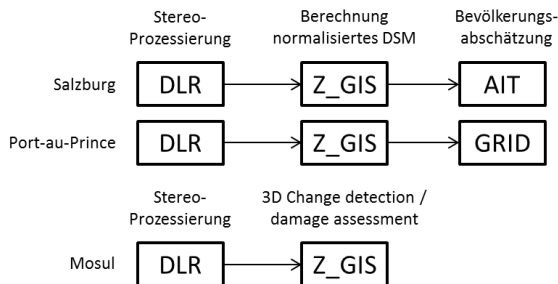 Stereo-
Prozessierung
Berechnung
normalisiertes DSM
Bevölkerungs-
abschätzung
Salzburg DLR Z_GIS AIT
Port-au-Prince DLR Z_GIS GRID
Stereo-
Prozessierung
3D Change detection /
damage assessment
Mosul DLR Z_GIS